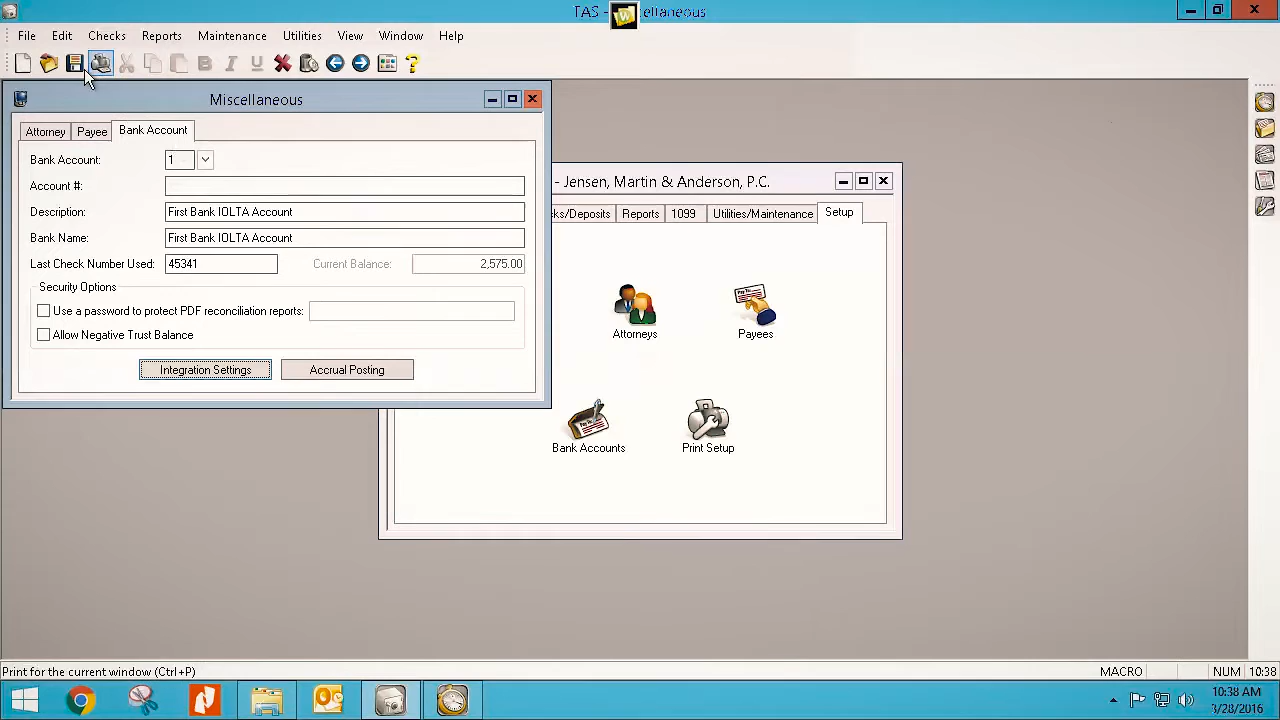 TAS - ellaneous
File Edit Checks Reports Maintenance Utilities View Window Help
Miscellaneous
Attorney Payee Bank Account
Bank Account: 1
Account #:
Description: First Bank IOLTA Account
Bank Name: First Bank IOLTA Account
Last Check Number Used: 45341 Current Balance: 2,575.00
Security Options
Use a password to protect PDF reconciliation reports:
Allow Negative Trust Balance
Integration Settings Accrual Posting
- Jensen, Martin & Anderson, P.C.
ks/Deposits Reports 1099 Utilities/Maintenance Setup
Attorneys Payees
Bank Accounts Print Setup
Print for the current window (Ctrl+P) MACRO NUM 10:38
10:38 AM
3/28/2016